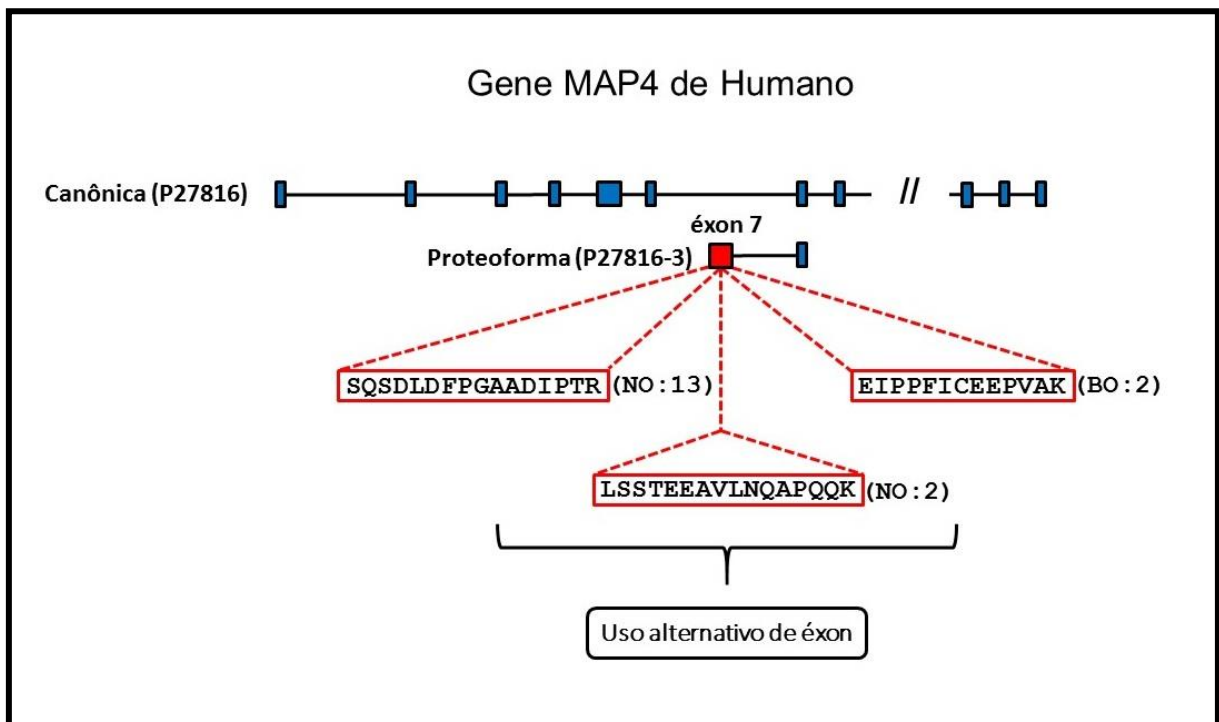 Gene MAP4 de Humano
Canônica (P27816)
//
éxon 7
Proteoforma (P27816-3)
SQSDLDFPGAADIPTR (NO:13)
EIPPFICEEPVAK (BO:2)
LSSTEEAVLNQAPQQK (NO:2)
Uso alternativo de éxon